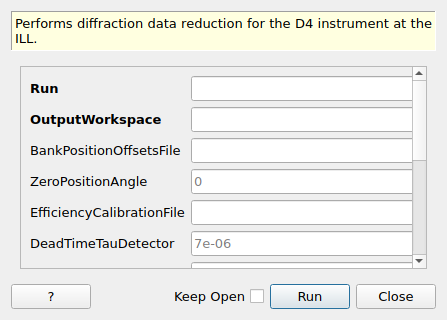 Performs diffraction data reduction for the D4 instrument at the
ILL.
Run
OutputWorkspace
BankPositionOffsetsFile
ZeroPositionAngle 0
EfficiencyCalibrationFile
DeadTimeTauDetector 7e-06
? Keep Open Run Close